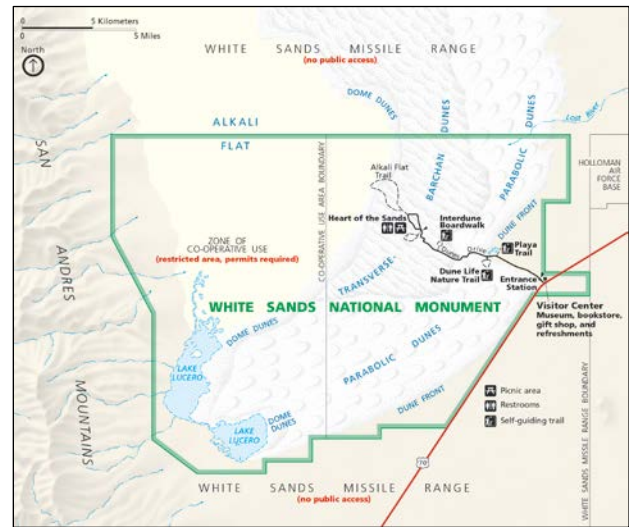 0 5 Kilometers
0 5 Miles
North
WHITE SANDS MISSILE RANGE
(no public access)
DOME DUNES
DUNES
DUNES
Lost River
SAN
ALKALI
FLAT
BARCHAN
PARABOLIC
HOLLOMAN
AIR
FORCE
BASE
Alkali Flat
Trail
CO-OPERATIVE USE AREA BOUNDARY
Heart of the Sands
Interdune
Boardwalk
DUNE FRONT
Playa
Trail
Dunes Drive
ANDRES
ZONE OF
CO-OPERATIVE USE
(restricted area, permits required)
TRANSVERSE-
Dune Life
Nature Trail
Entrance
Station
WHITE SANDS NATIONAL MONUMENT
Visitor Center
Museum, bookstore,
gift shop, and
refreshments
DOME DUNES
PARABOLIC DUNES
LAKE
LUCERO
MOUNTAINS
DUNE FRONT
Picnic area
Restrooms
Self-guiding trail
DOME
DUNES
LAKE
LUCERO
70
WHITE SANDS MISSILE RANGE
(no public access)
WHITE SANDS MISSILE RANGE BOUNDARY